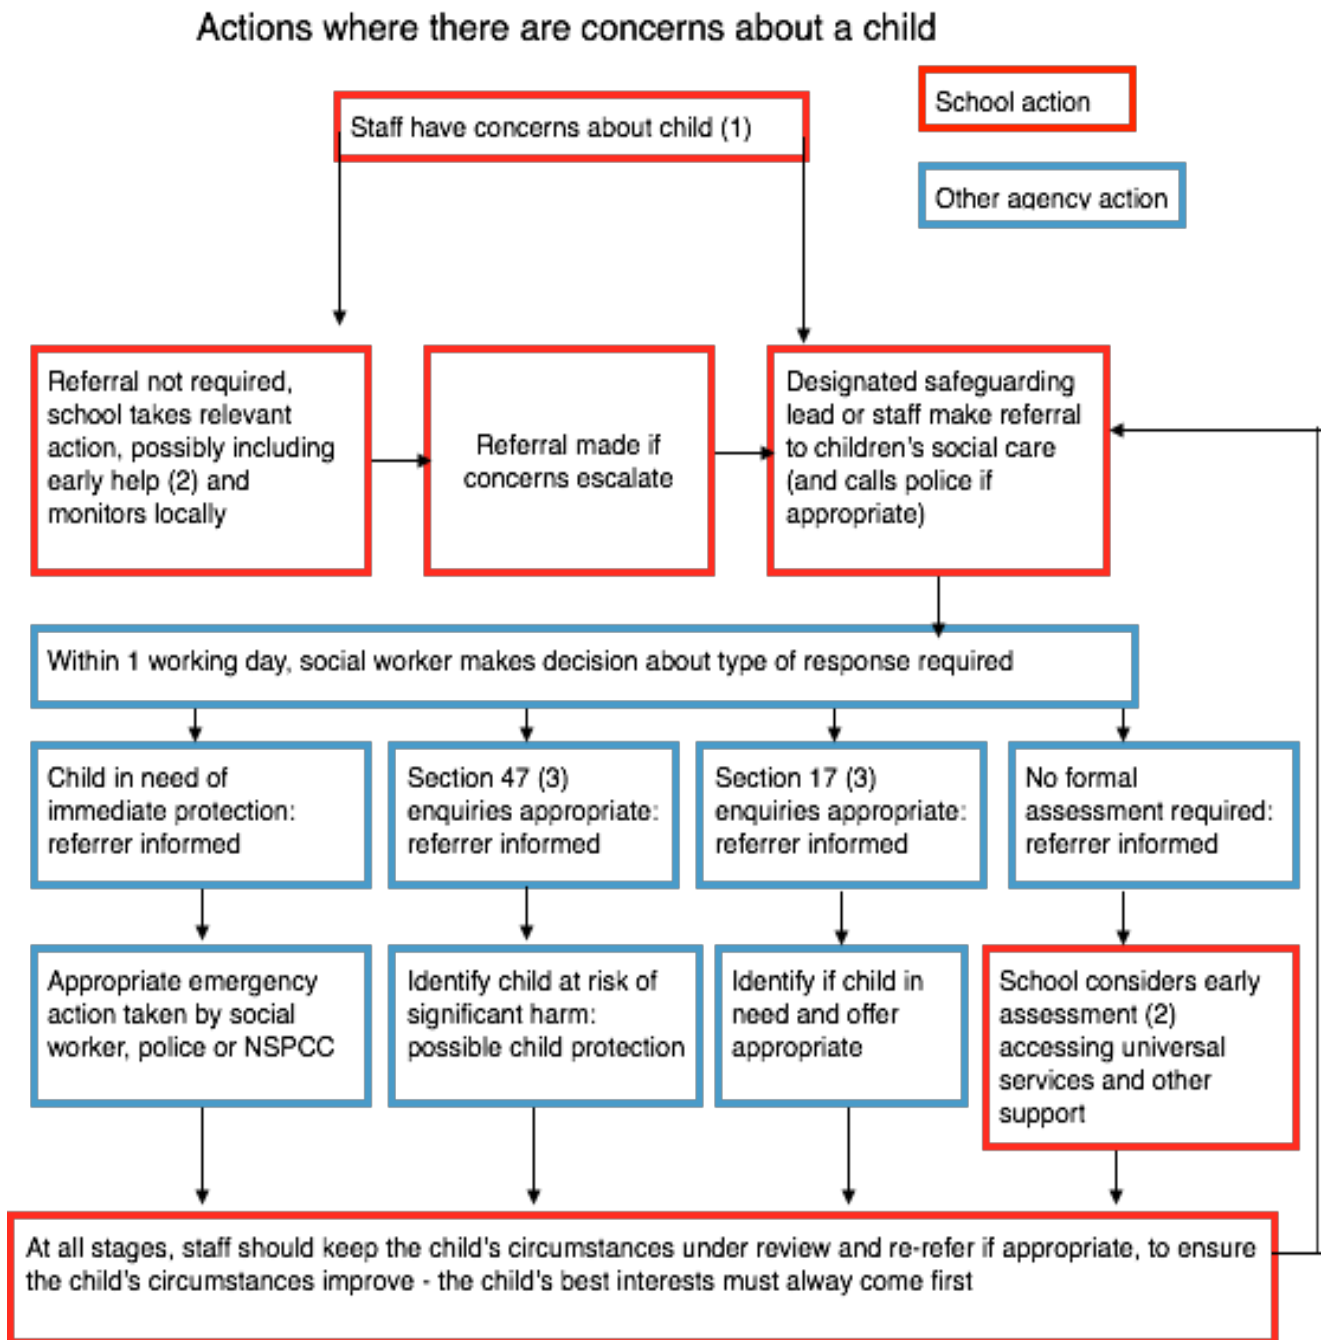 Actions where there are concerns about a child
School action
Staff have concerns about child (1)
Other agency action
Referral not required,
school takes relevant
action, possibly including
early help (2) and
monitors locally
Referral made if
concerns escalate
Designated safeguarding
lead or staff make referral
to children's social care
(and calls police if
appropriate)
Within 1 working day, social worker makes decision about type of response required
Child in need of
immediate protection:
referrer informed
Section 47 (3)
enquiries appropriate:
referrer informed
Section 17 (3)
enquiries appropriate:
referrer informed
No formal
assessment required:
referrer informed
Appropriate emergency
action taken by social
worker, police or NSPCC
Identify child at risk of
significant harm:
possible child protection
Identify if child in
need and offer
appropriate
School considers early
assessment (2)
accessing universal
services and other
support
At all stages, staff should keep the child's circumstances under review and re-refer if appropriate, to ensure
the child's circumstances improve - the child's best interests must alway come first